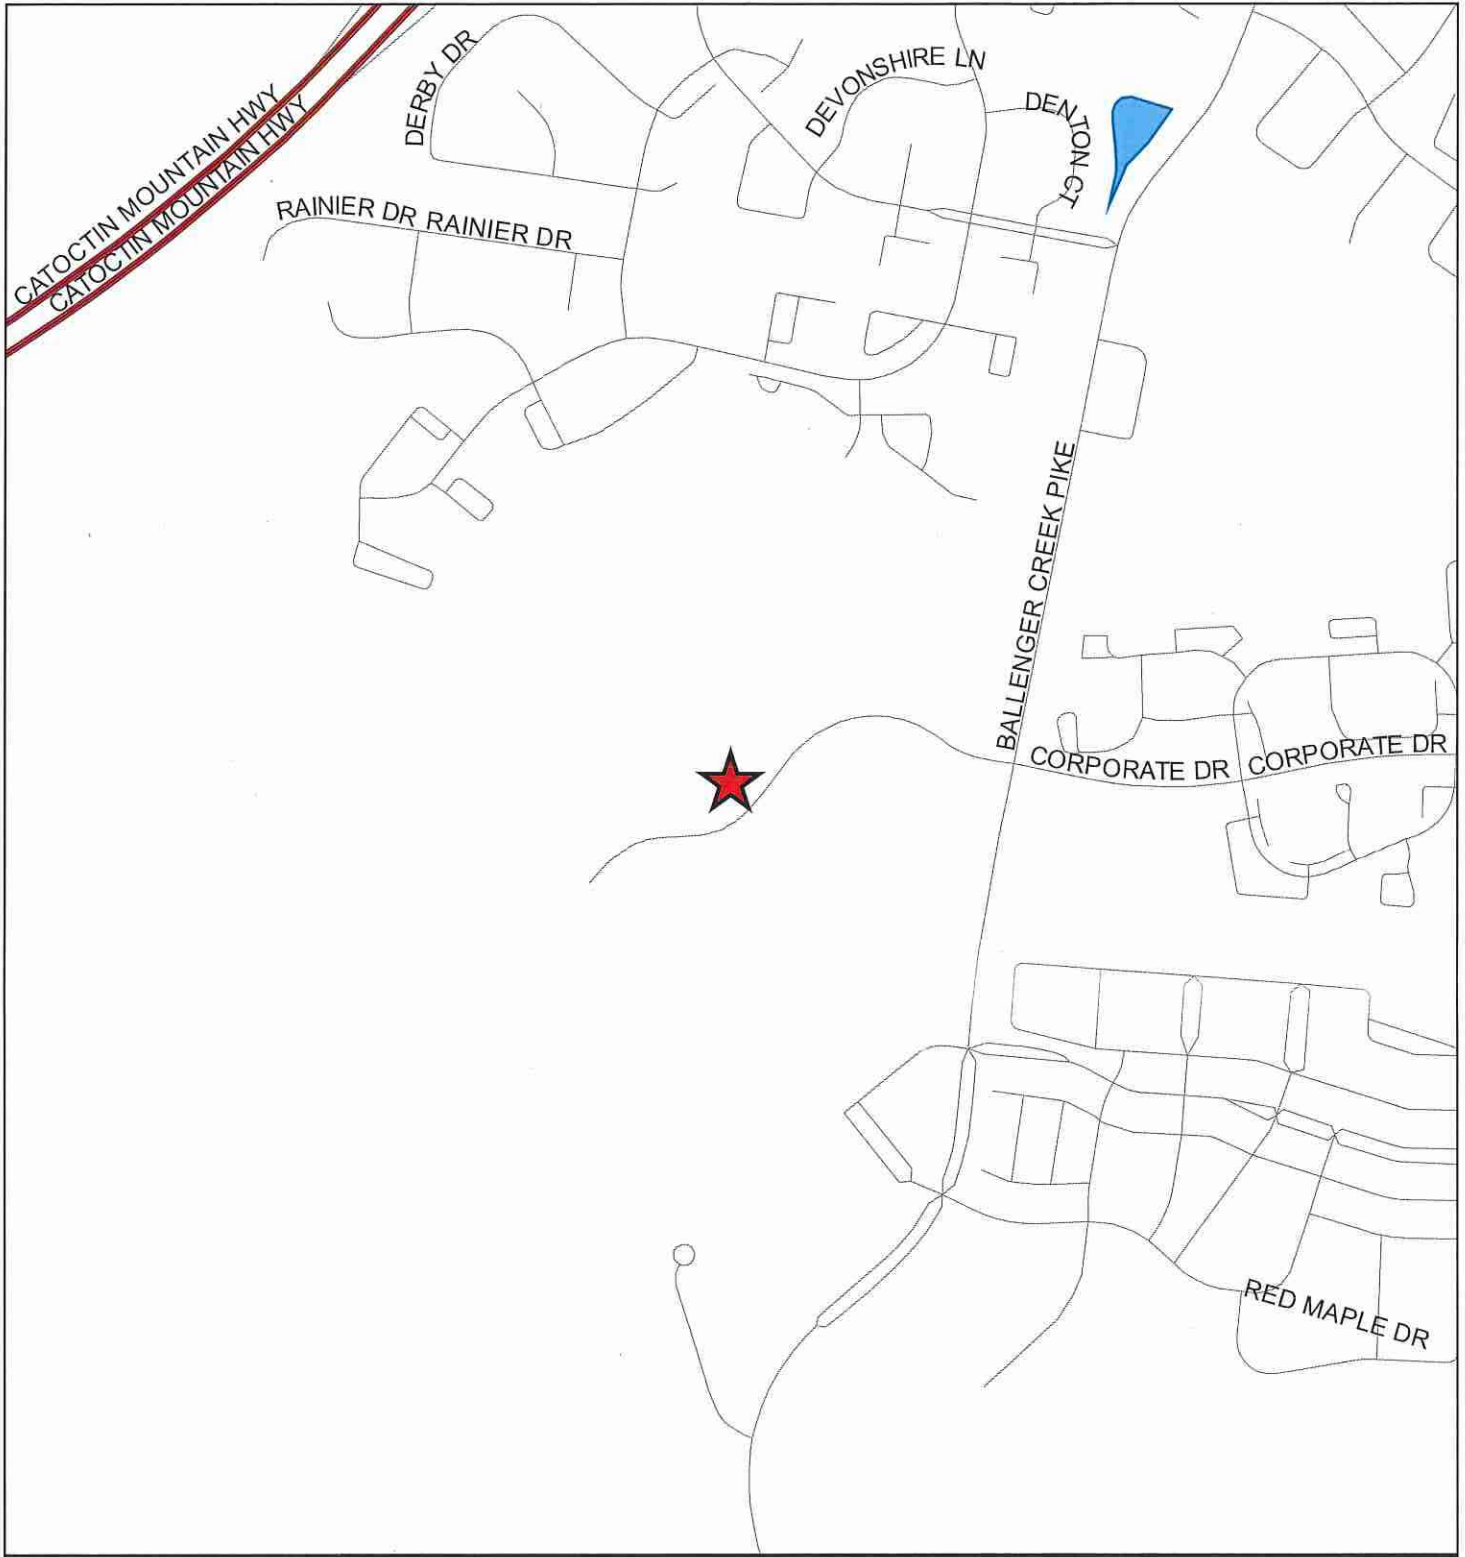 DERBY DR
DEVONSHIRE LN
DENTON CT
CATOCTIN MOUNTAIN HWY
CATOCTIN MOUNTAIN HWY
RAINIER DR
RAINIER DR
BALLENGER CREEK PIKE
CORPORATE DR
CORPORATE DR
RED MAPLE DR